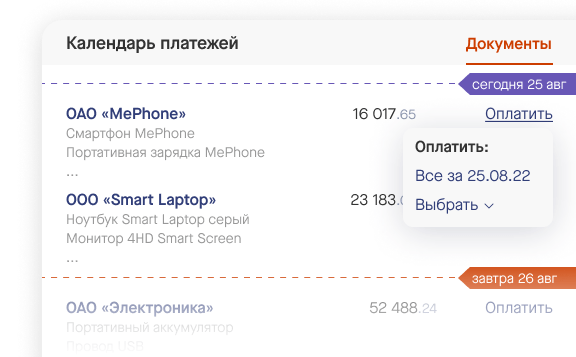 Календарь платежей
Документы
сегодня 25 авг
ОАО «MePhone»
16 017.65
Оплатить
Смартфон MePhone
Портативная зарядка MePhone
...
Оплатить:
Все за 25.08.22
Выбрать
ООО «Smart Laptop»
23 183.
Ноутбук Smart Laptop серый
Монитор 4HD Smart Screen
...
завтра 26 авг
ОАО «Электроника»
52 488.24
Оплатить
Портативный аккумулятор
Провод USB